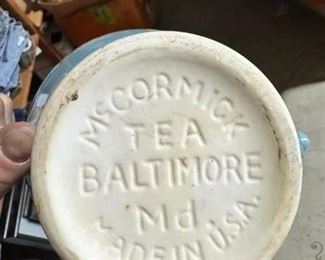 McCORMICK
TEA
BALTIMORE
Md
MADE IN U.S.A.